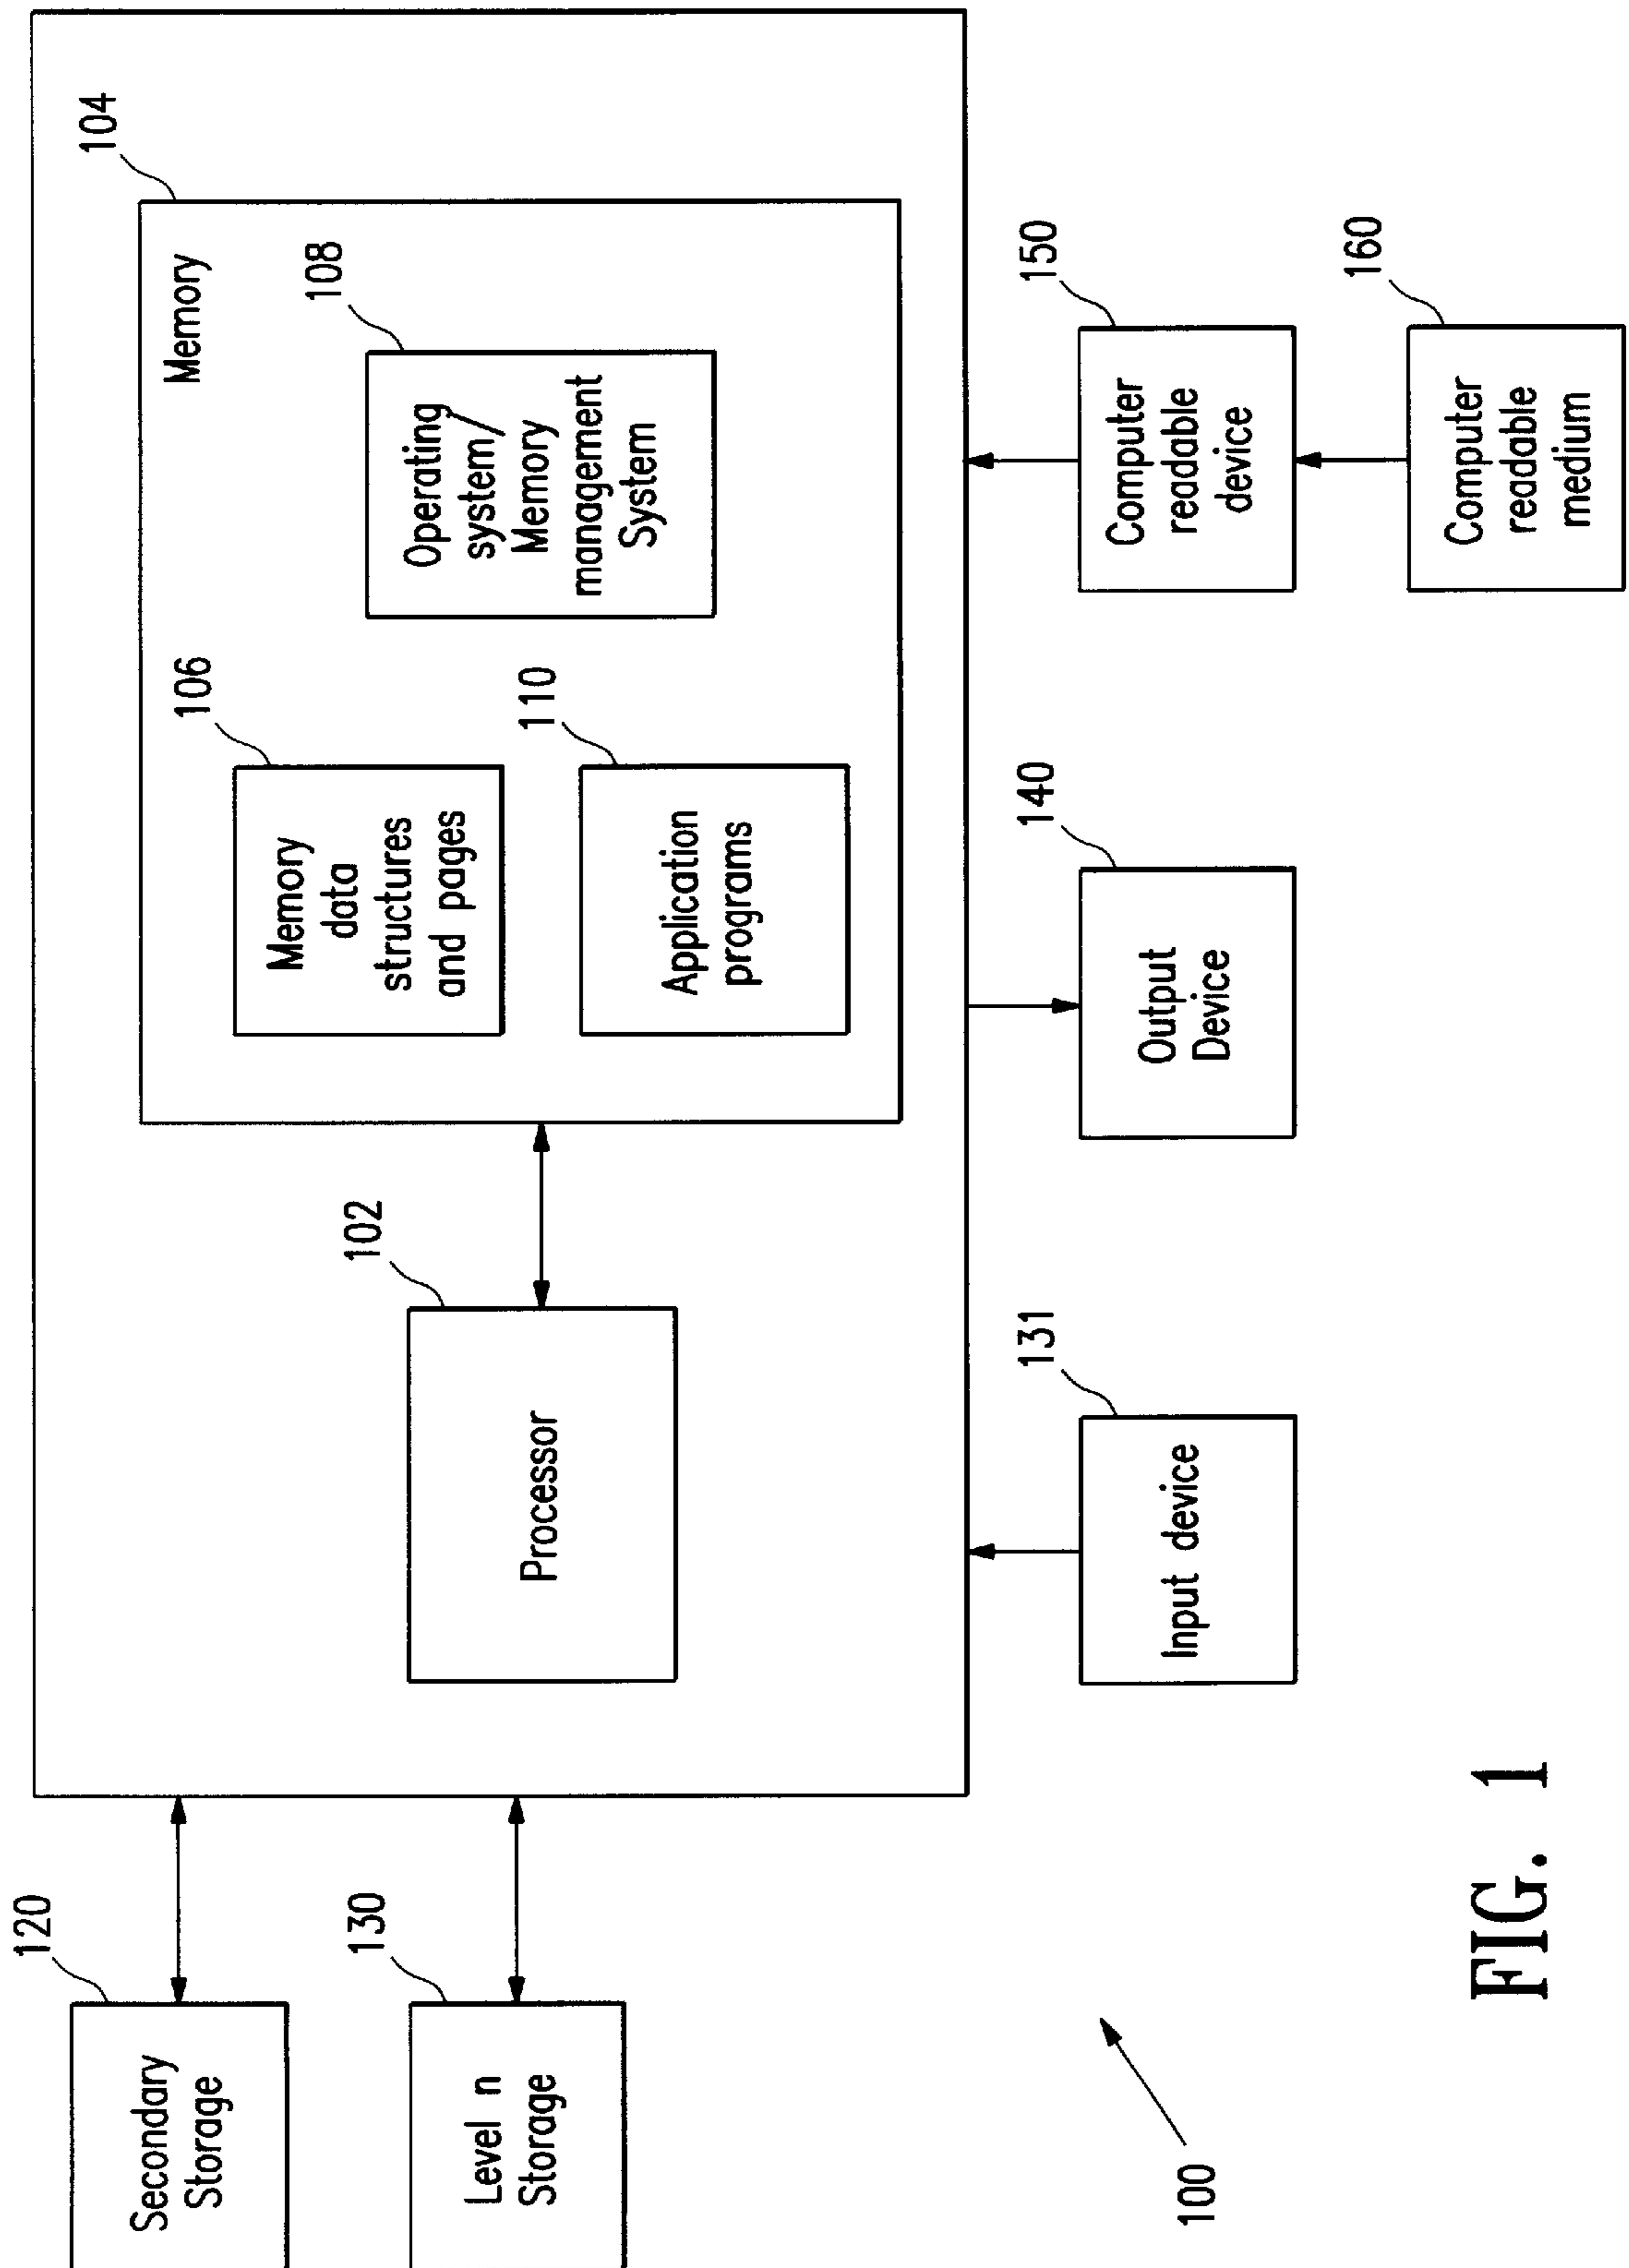 104
Memory
108
Operating
system/
Memory
management
System
106
Memory
data
structures
and pages
110
Application
programs
102
Processor
120
Secondary
Storage
130
Level n
Storage
131
Input device
140
Output
Device
150
Computer
readable
device
160
Computer
readable
medium
100
FIG. 1